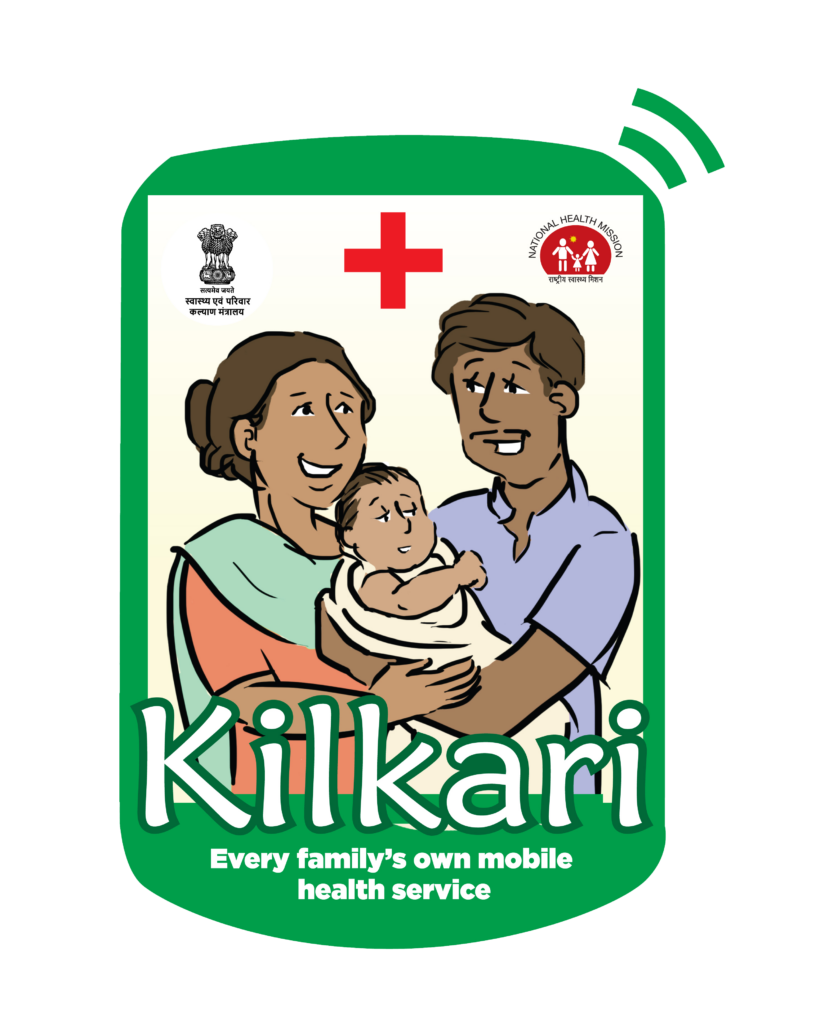 सत्यमेव जयते
स्वास्थ्य एवं परिवार
कल्याण मंत्रालय
NATIONAL HEALTH MISSION
राष्ट्रीय स्वास्थ्य मिशन
Kilkari
Every family's own mobile
health service